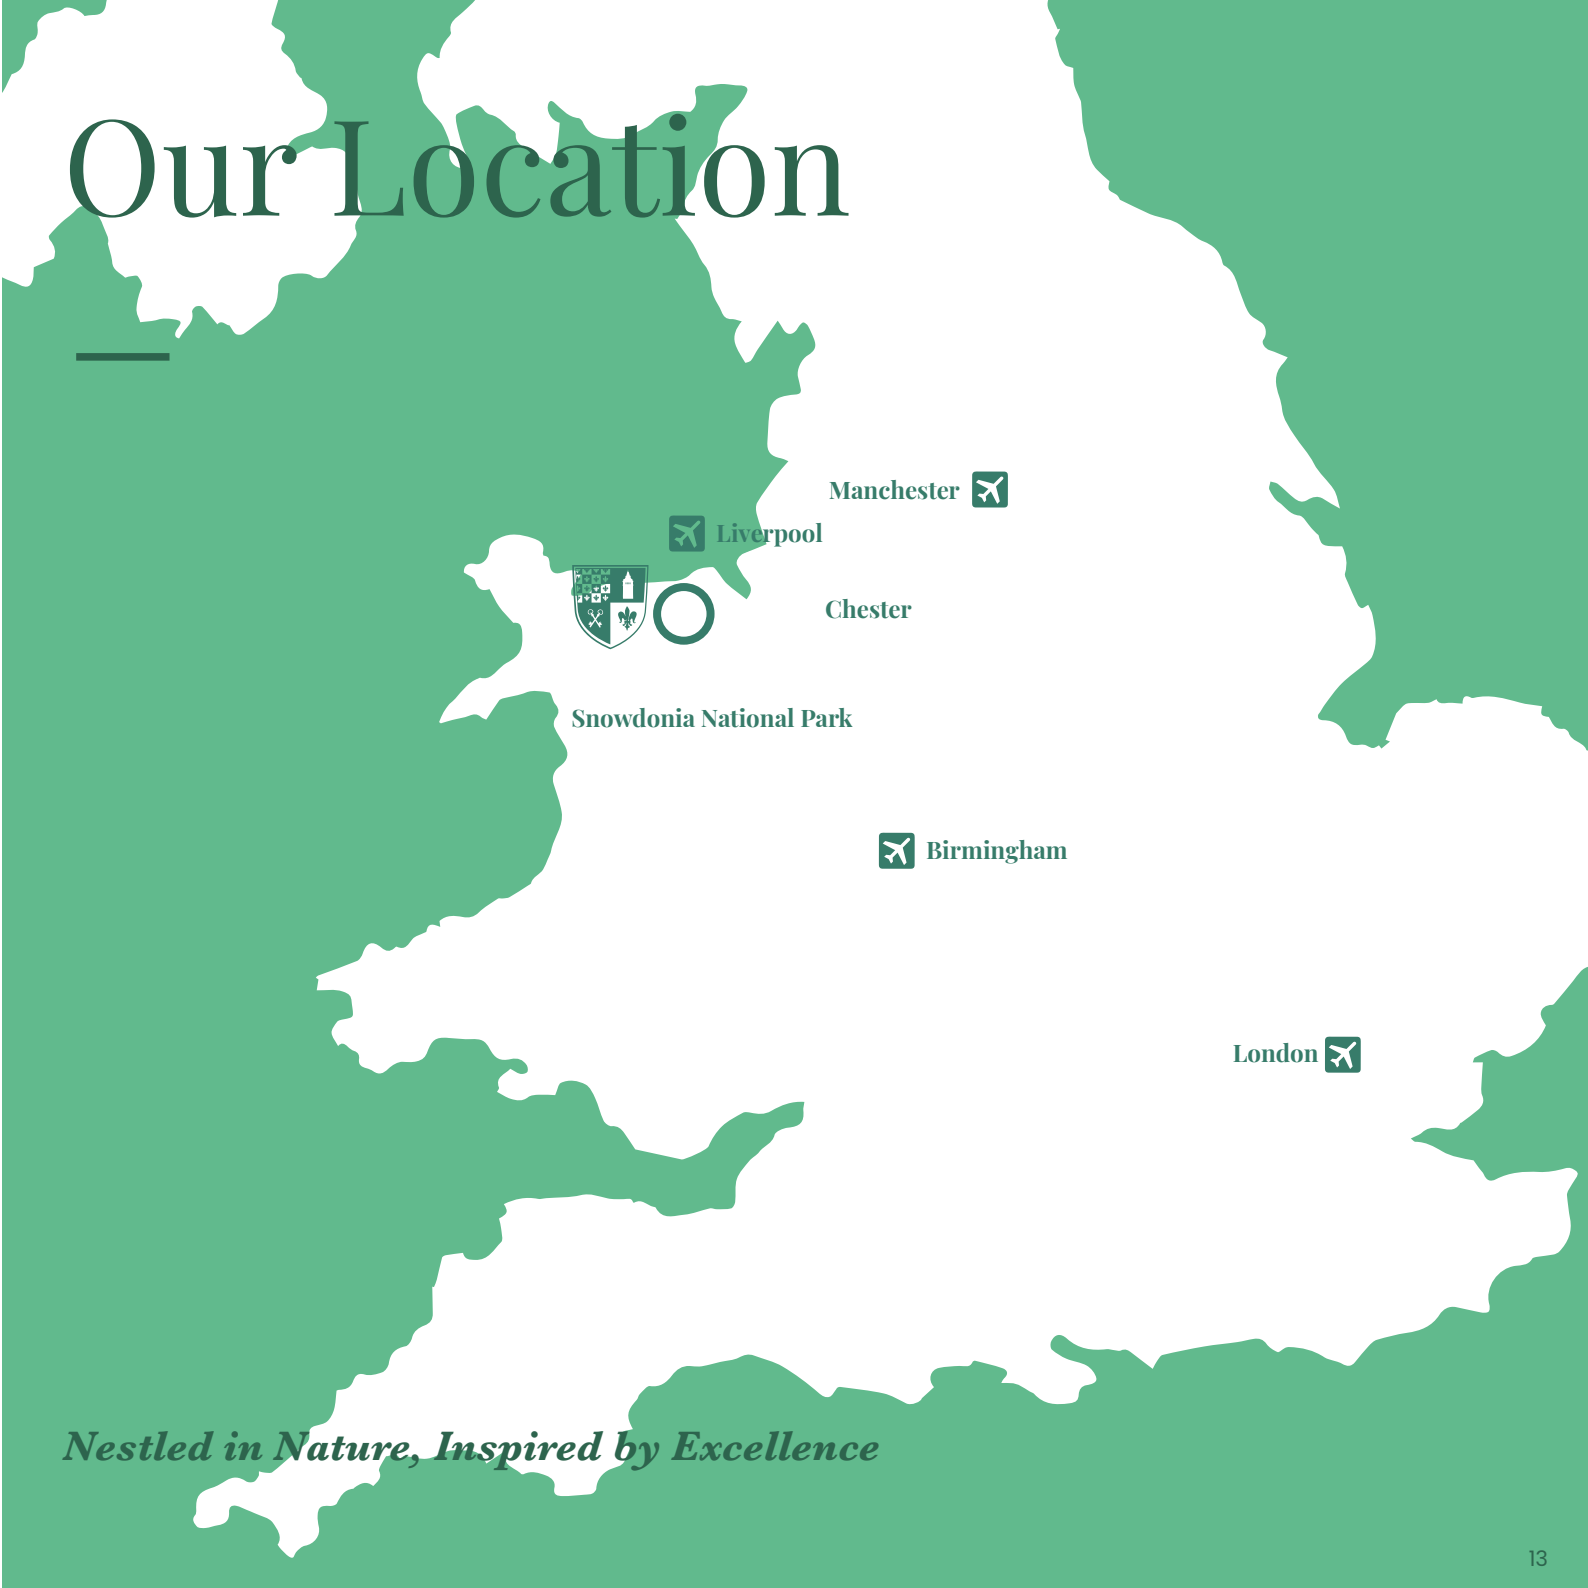 Our Location
Manchester
Liverpool
Chester
Snowdonia National Park
Birmingham
London
Nestled in Nature, Inspired by Excellence
13